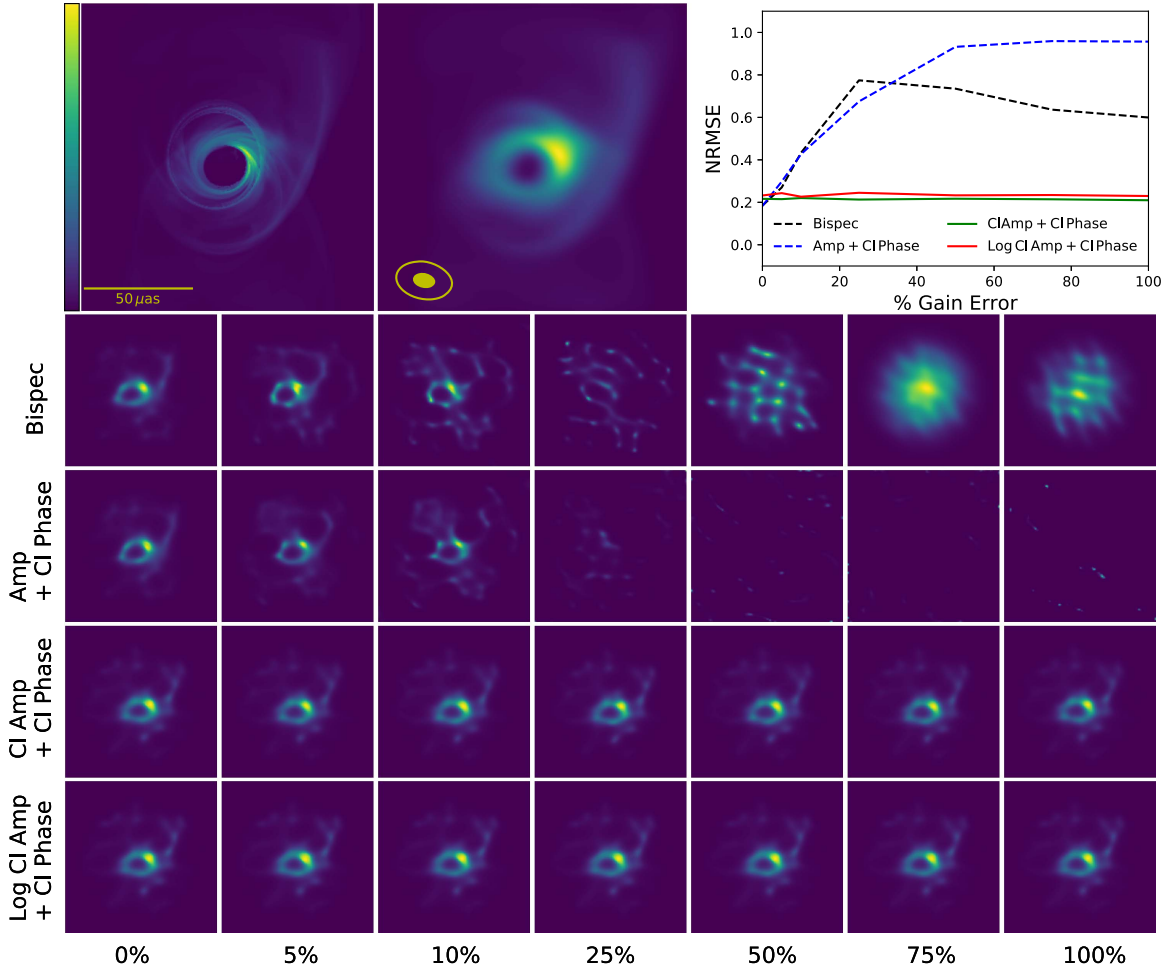 50 μas
NRMSE
1.0
0.8
0.6
0.4
0.2
0.0
Bispec
Amp + Cl Phase
Cl Amp + Cl Phase
Log Cl Amp + Cl Phase
0 20 40 60 80 100
% Gain Error
Bispec
Amp
+ Cl Phase
Cl Amp
+ Cl Phase
Log Cl Amp
+ Cl Phase
0% 5% 10% 25% 50% 75% 100%